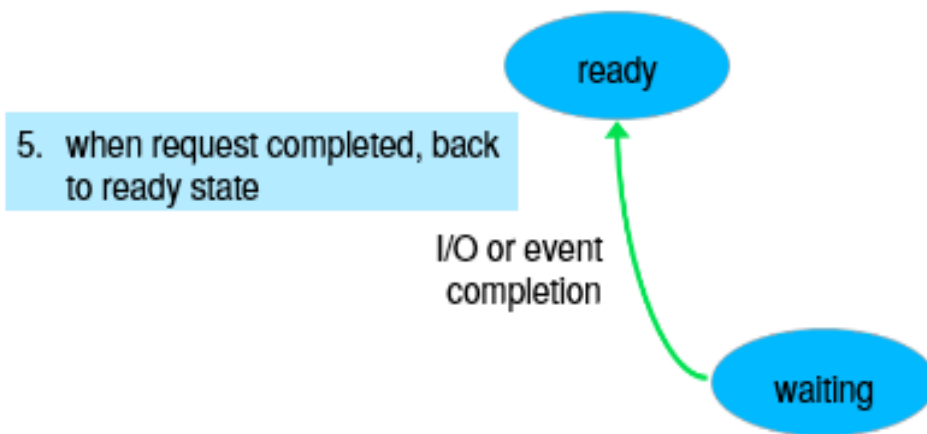 ready
5. when request completed, back
to ready state
I/O or event
completion
waiting